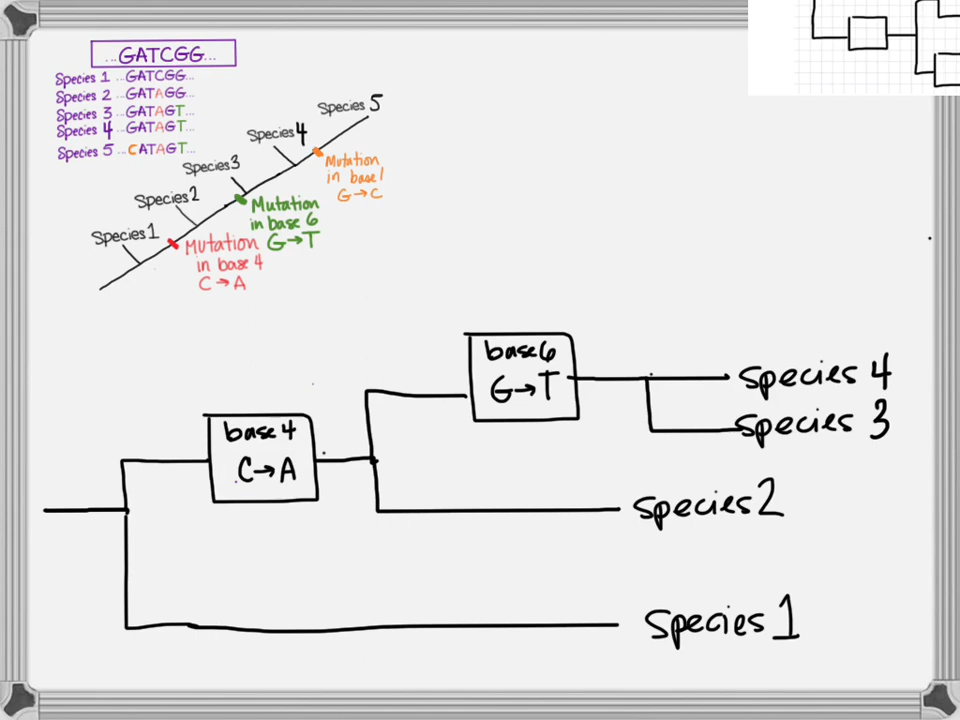 ...GATCGG...
Species 1 ...GATCGG...
Species 2 ...GATAGG...
Species 3 ...GATAGT...
Species 4 ...GATAGT...
Species 5 ...CATAGT...
Species 5
Species 4
Species 3
Species 2
Species 1
Mutation
in base 1
G→C
Mutation
in base 6
G→T
Mutation
in base 4
C→A
base 6
G→T
base 4
C→A
species 4
species 3
species 2
species 1